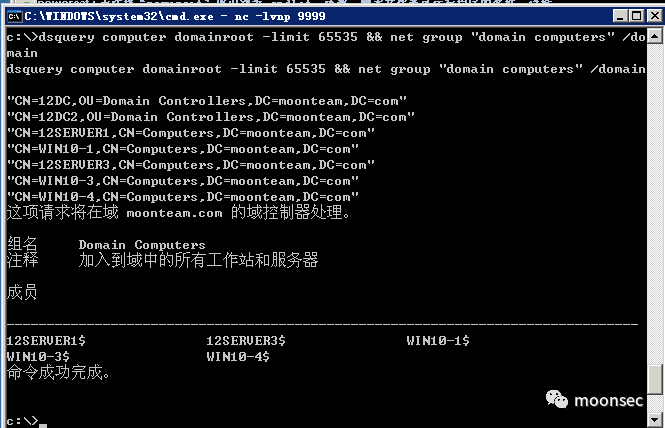 C:\WINDOWS\system32\cmd.exe - nc -lvnp 9999
c:\>dsquery computer domainroot -limit 65535 && net group "domain computers" /do
main
dsquery computer domainroot -limit 65535 && net group "domain computers" /domain
"CN=12DC,OU=Domain Controllers,DC=moonteam,DC=com"
"CN=12DC2,OU=Domain Controllers,DC=moonteam,DC=com"
"CN=12SERVER1,CN=Computers,DC=moonteam,DC=com"
"CN=WIN10-1,CN=Computers,DC=moonteam,DC=com"
"CN=12SERVER3,CN=Computers,DC=moonteam,DC=com"
"CN=WIN10-3,CN=Computers,DC=moonteam,DC=com"
"CN=WIN10-4,CN=Computers,DC=moonteam,DC=com"
这项请求将在域 moonteam.com 的域控制器处理。
组名 Domain Computers
注释 加入到域中的所有工作站和服务器
成员
-------------------------------------------------------------------------------
12SERVER1$ 12SERVER3$ WIN10-1$
WIN10-3$ WIN10-4$
命令成功完成。
moonsec
c:\>